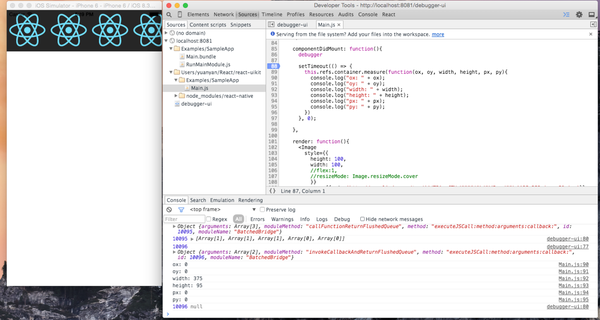 iOS Simulator - iPhone 6 - iPhone 6 / iOS 8.3
Developer Tools - http://localhost:8081/debugger-ui
Elements Network Sources Timeline Profiles Resources Audits Console React
Sources Content scripts Snippets
debugger-ui Main.js ×
Serving from the file system? Add your files into the workspace. more
(no domain)
localhost:8081
Examples/SampleApp
Main.bundle
RunMainModule.js
Users/yuanyan/React/react-uikit
Examples/SampleApp
Main.js
node_modules/react-native
debugger-ui
84
85 componentDidMount: function(){
86 debugger
87
88 setTimeout(() => {
89 this.refs.container.measure(function(ox, oy, width, height, px, py){
90 console.log("ox: " + ox);
91 console.log("oy: " + oy);
92 console.log("width: " + width);
93 console.log("height: " + height);
94 console.log("px: " + px);
95 console.log("py: " + py);
96 })
97 }, 0);
98
99 },
100
101 render: function(){
102 <Image
103 style={{
104 height: 100,
105 width: 100,
106 //flex:1,
107 //resizeMode: Image.resizeMode.cover
108 }}
{} Line 87, Column 1
Console Search Emulation Rendering
<top frame> Preserve log
Filter Regex All Errors Warnings Info Logs Debug Hide network messages
Object {arguments: Array[3], moduleMethod: "callFunctionReturnFlushedQueue", method: "executeJSCall:method:arguments:callback:", id:
10095, moduleName: "BatchedBridge"}
10095 [Array[1], Array[1], Array[1], Array[0], Array[0]] debugger-ui:80
10096 debugger-ui:77
Object {arguments: Array[2], moduleMethod: "invokeCallbackAndReturnFlushedQueue", method: "executeJSCall:method:arguments:callback:",
id: 10096, moduleName: "BatchedBridge"}
ox: 0 Main.js:90
oy: 0 Main.js:91
width: 375 Main.js:92
height: 95 Main.js:93
px: 0 Main.js:94
py: 0 Main.js:95
10096 null debugger-ui:80